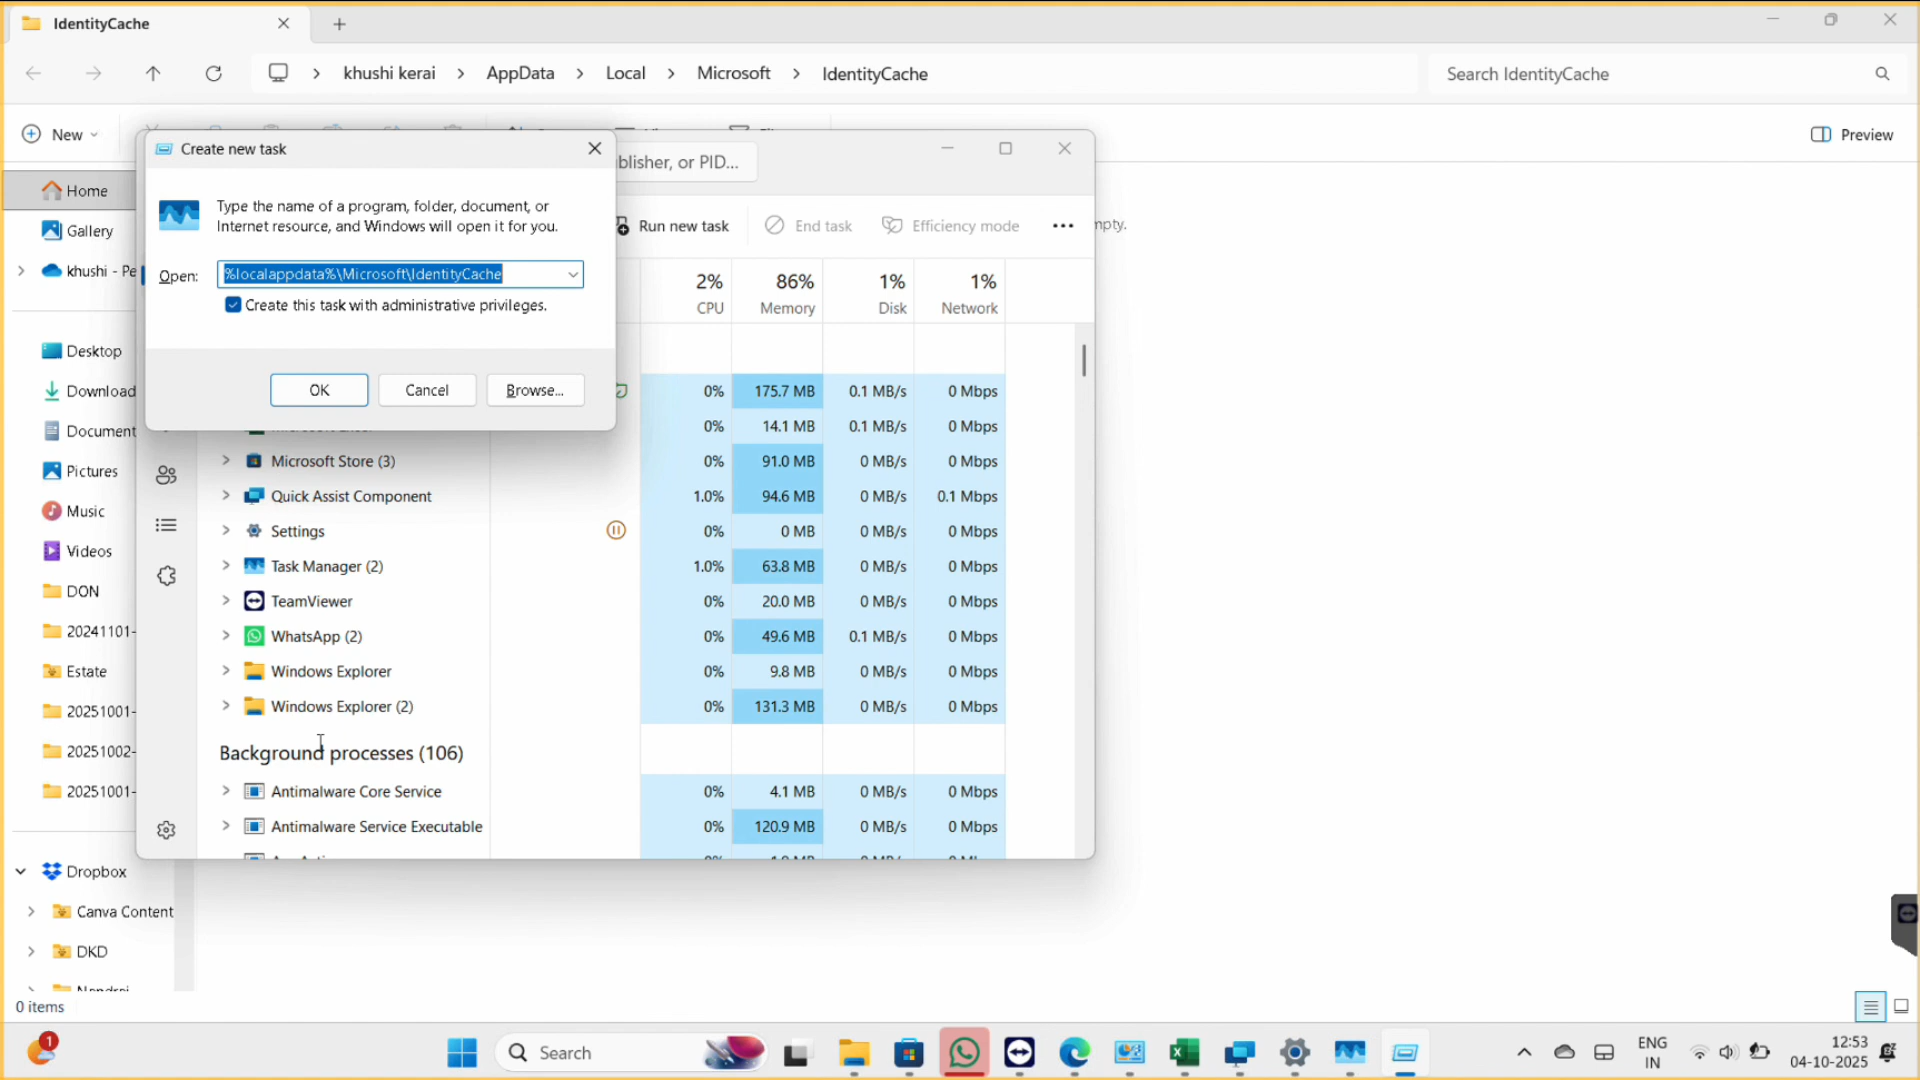 IdentityCache
khushi kerai > AppData > Local > Microsoft > IdentityCache
Search IdentityCache
New
Preview
Create new task
blisher, or PID...
Type the name of a program, folder, document, or
Internet resource, and Windows will open it for you.
Open: %localappdata%\Microsoft\IdentityCache
Create this task with administrative privileges.
OK Cancel Browse...
Run new task End task Efficiency mode
mpty.
2% 86% 1% 1%
CPU Memory Disk Network
0% 175.7 MB 0.1 MB/s 0 Mbps
0% 14.1 MB 0.1 MB/s 0 Mbps
Microsoft Store (3) 0% 91.0 MB 0 MB/s 0 Mbps
Quick Assist Component 1.0% 94.6 MB 0 MB/s 0.1 Mbps
Settings 0% 0 MB 0 MB/s 0 Mbps
Task Manager (2) 1.0% 63.8 MB 0 MB/s 0 Mbps
TeamViewer 0% 20.0 MB 0 MB/s 0 Mbps
WhatsApp (2) 0% 49.6 MB 0.1 MB/s 0 Mbps
Windows Explorer 0% 9.8 MB 0 MB/s 0 Mbps
Windows Explorer (2) 0% 131.3 MB 0 MB/s 0 Mbps
Background processes (106)
Antimalware Core Service 0% 4.1 MB 0 MB/s 0 Mbps
Antimalware Service Executable 0% 120.9 MB 0 MB/s 0 Mbps
Home
Gallery
khushi - Pe
Desktop
Download
Document
Pictures
Music
Videos
DON
20241101-
Estate
20251001-
20251002-
20251001-
Dropbox
Canva Content
DKD
0 items
1
Search
ENG
IN
12:53
04-10-2025